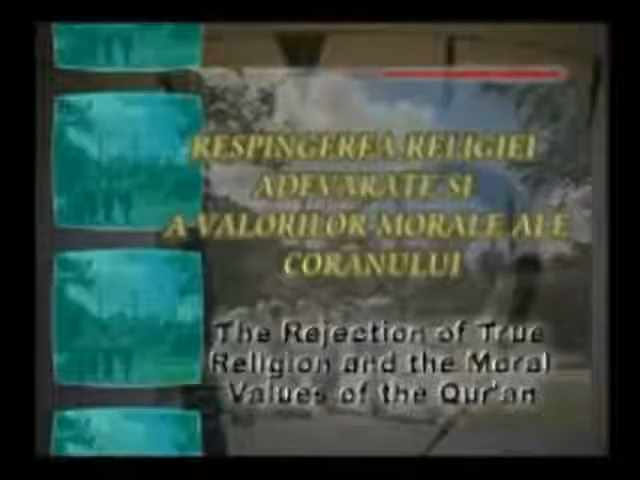 RESPINGEREA RELIGIEI
ADEVARATE SI
A VALORILOR MORALE ALE
CORANULUI
The Rejection of True
Religion and the Moral
Values of the Qur'an